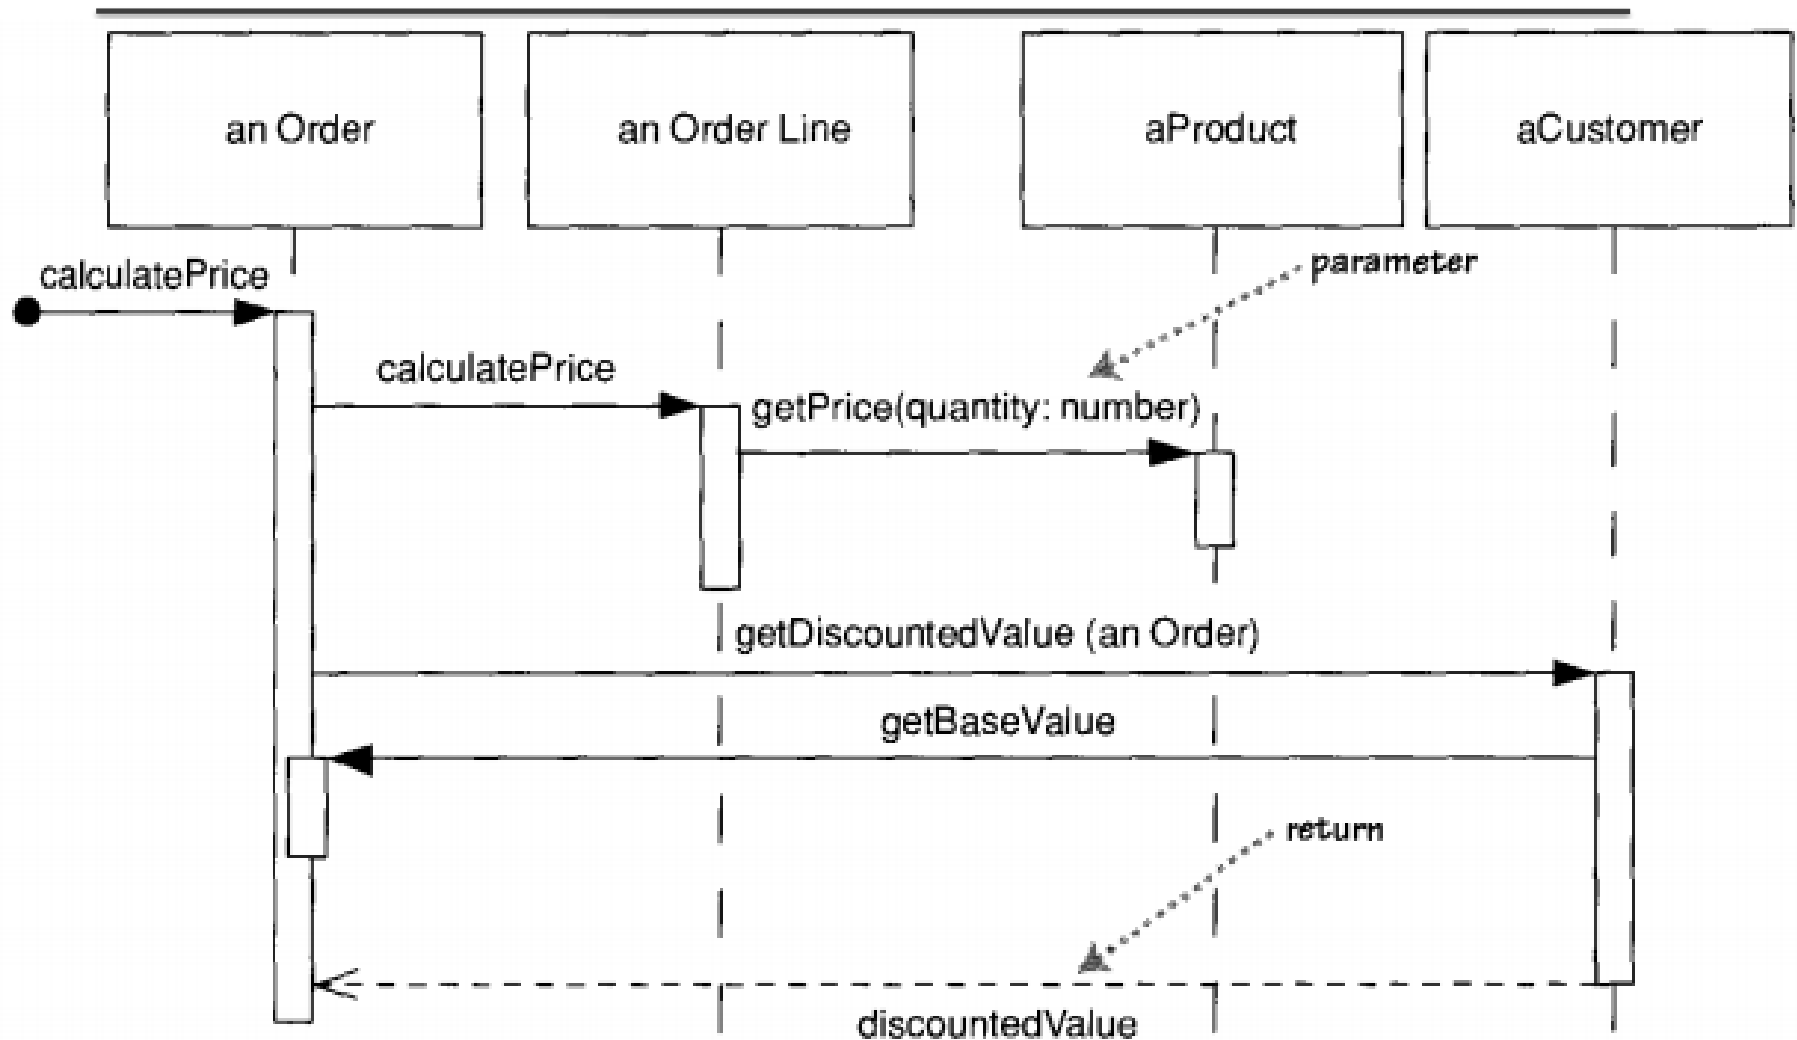 an Order
an Order Line
aProduct
aCustomer
calculatePrice
parameter
calculatePrice
getPrice(quantity: number)
getDiscountedValue (an Order)
getBaseValue
return
discountedValue